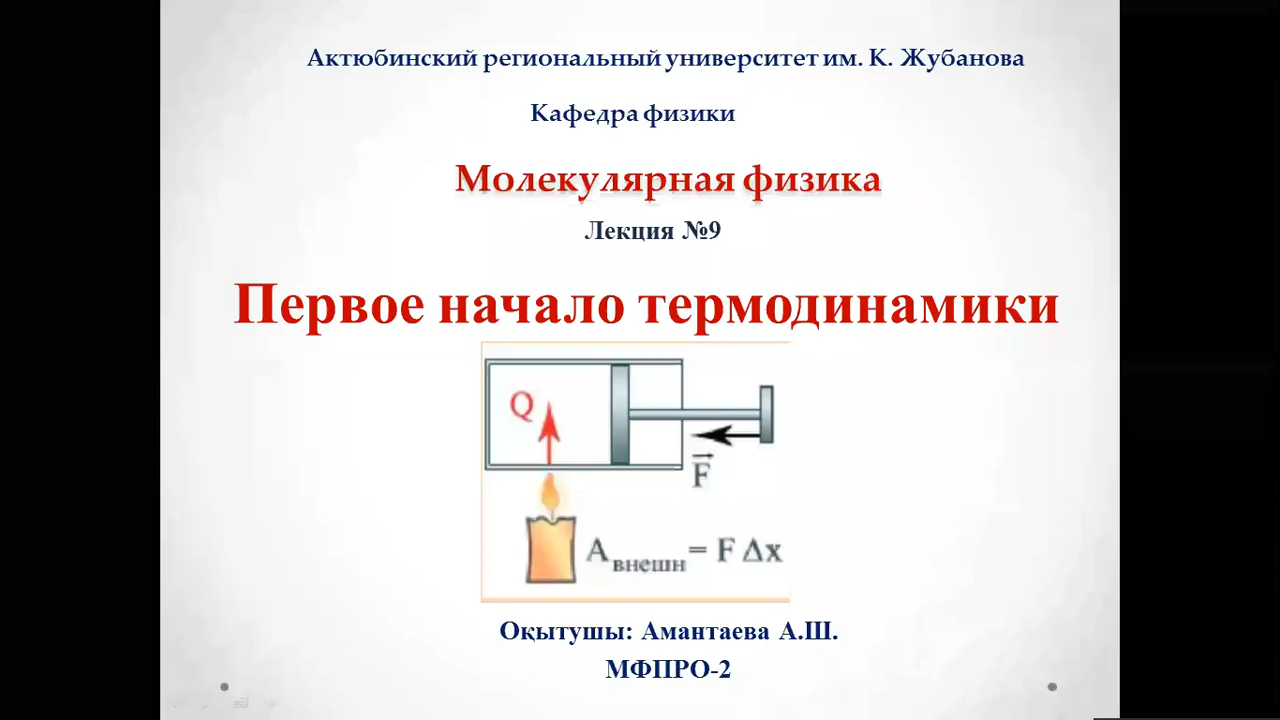 Актюбинский региональный университет им. К. Жубанова
Кафедра физики
Молекулярная физика
Лекция №9
Первое начало термодинамики
Q
F
A внешн = F Δx
Оқытушы: Амантаева А.Ш.
МФПРО-2